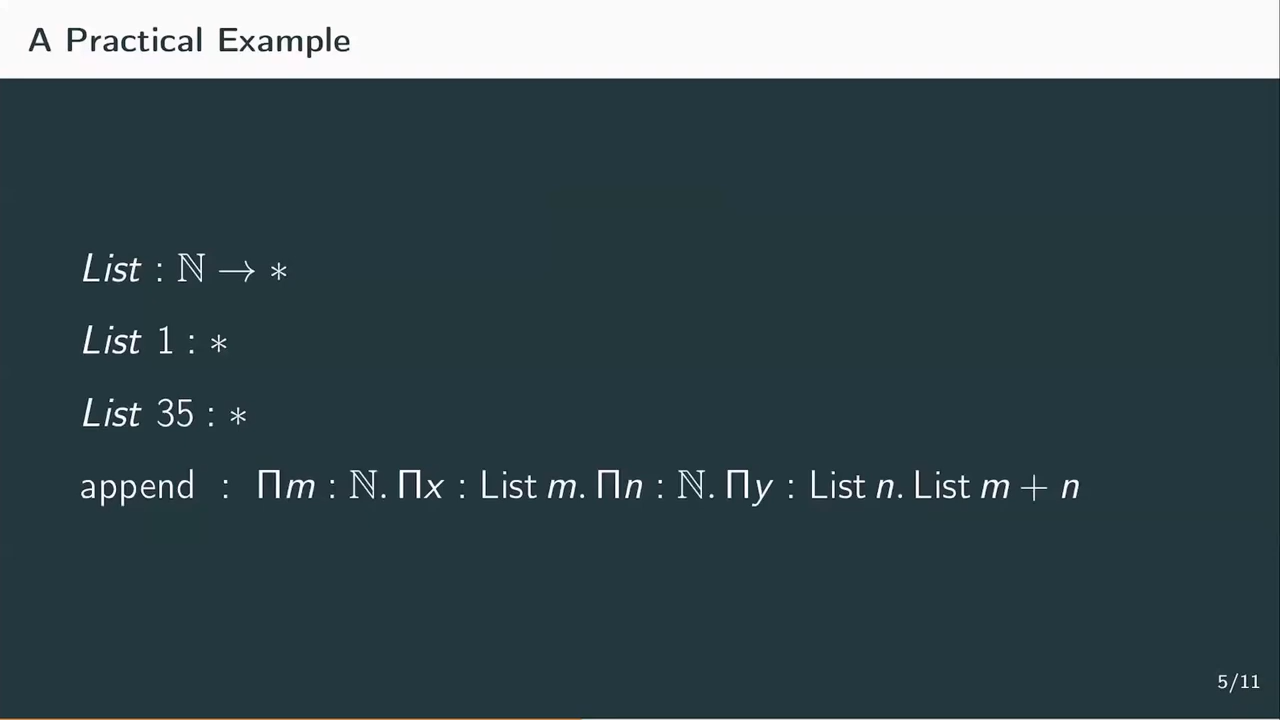 A Practical Example
List : ℕ → *
List 1 : *
List 35 : *
append : Πm : ℕ. Πx : List m. Πn : ℕ. Πy : List n. List m + n
5/11